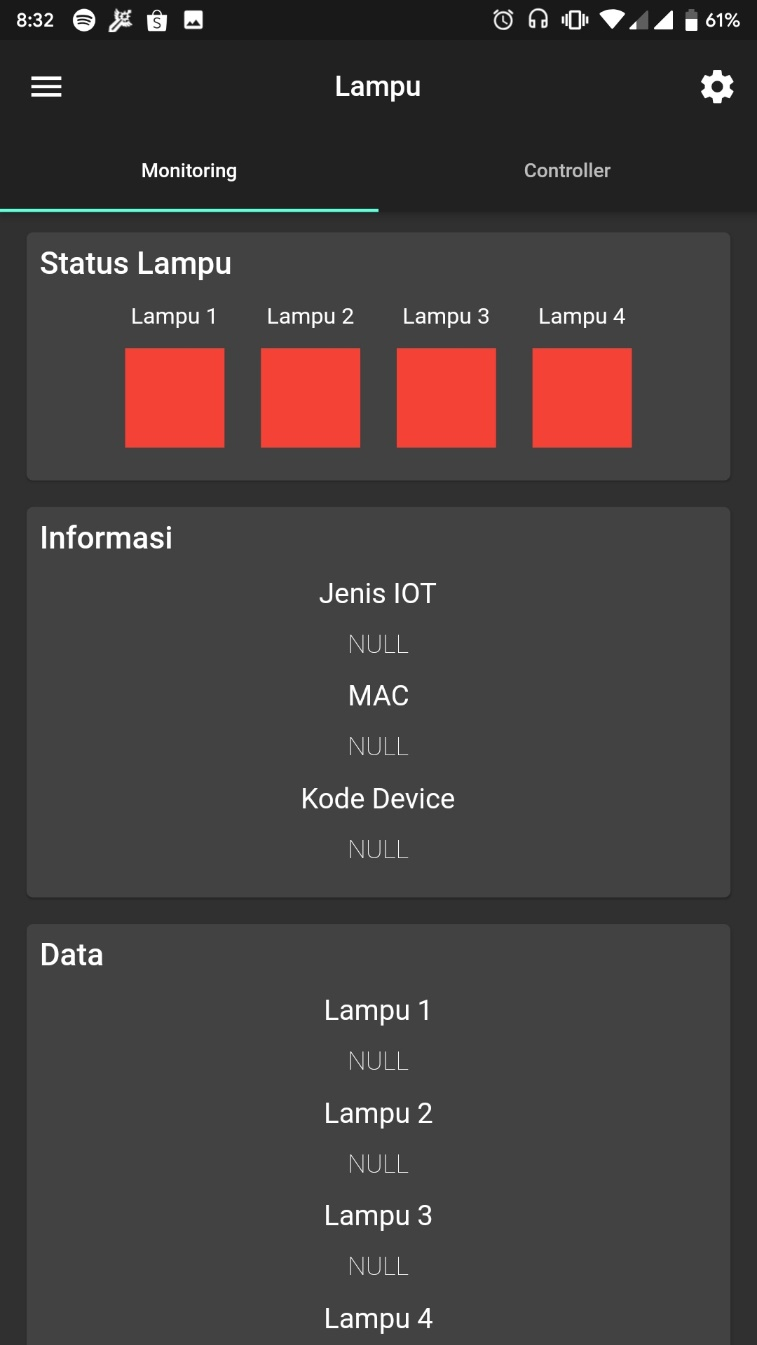 8:32 61%
Lampu
Monitoring Controller
Status Lampu
Lampu 1 Lampu 2 Lampu 3 Lampu 4
Informasi
Jenis IOT
NULL
MAC
NULL
Kode Device
NULL
Data
Lampu 1
NULL
Lampu 2
NULL
Lampu 3
NULL
Lampu 4